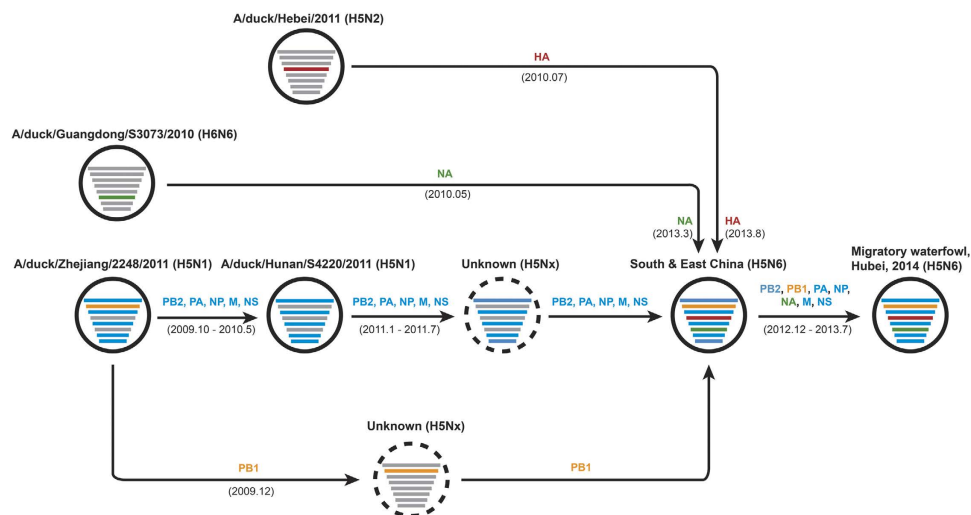 A/duck/Hebei/2011 (H5N2)
HA
(2010.07)
A/duck/Guangdong/S3073/2010 (H6N6)
NA
(2010.05)
NA
(2013.3)
HA
(2013.8)
A/duck/Zhejiang/2248/2011 (H5N1)
A/duck/Hunan/S4220/2011 (H5N1)
Unknown (H5Nx)
South & East China (H5N6)
Migratory waterfowl,
Hubei, 2014 (H5N6)
PB2, PA, NP, M, NS
(2009.10 - 2010.5)
PB2, PA, NP, M, NS
(2011.1 - 2011.7)
PB2, PA, NP, M, NS
PB2, PB1, PA, NP,
NA, M, NS
(2012.12 - 2013.7)
Unknown (H5Nx)
PB1
(2009.12)
PB1